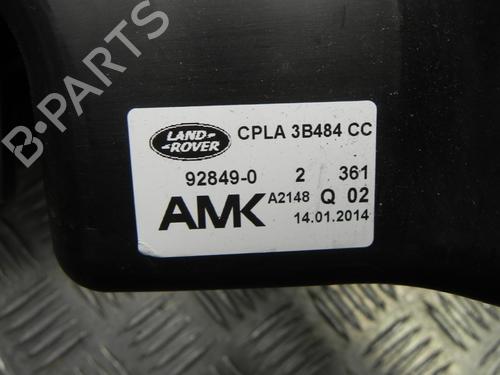 LAND-
ROVER
CPLA 3B484 CC
92849-0 2 361
AMK A2148 Q 02
14.01.2014
B-PARTS